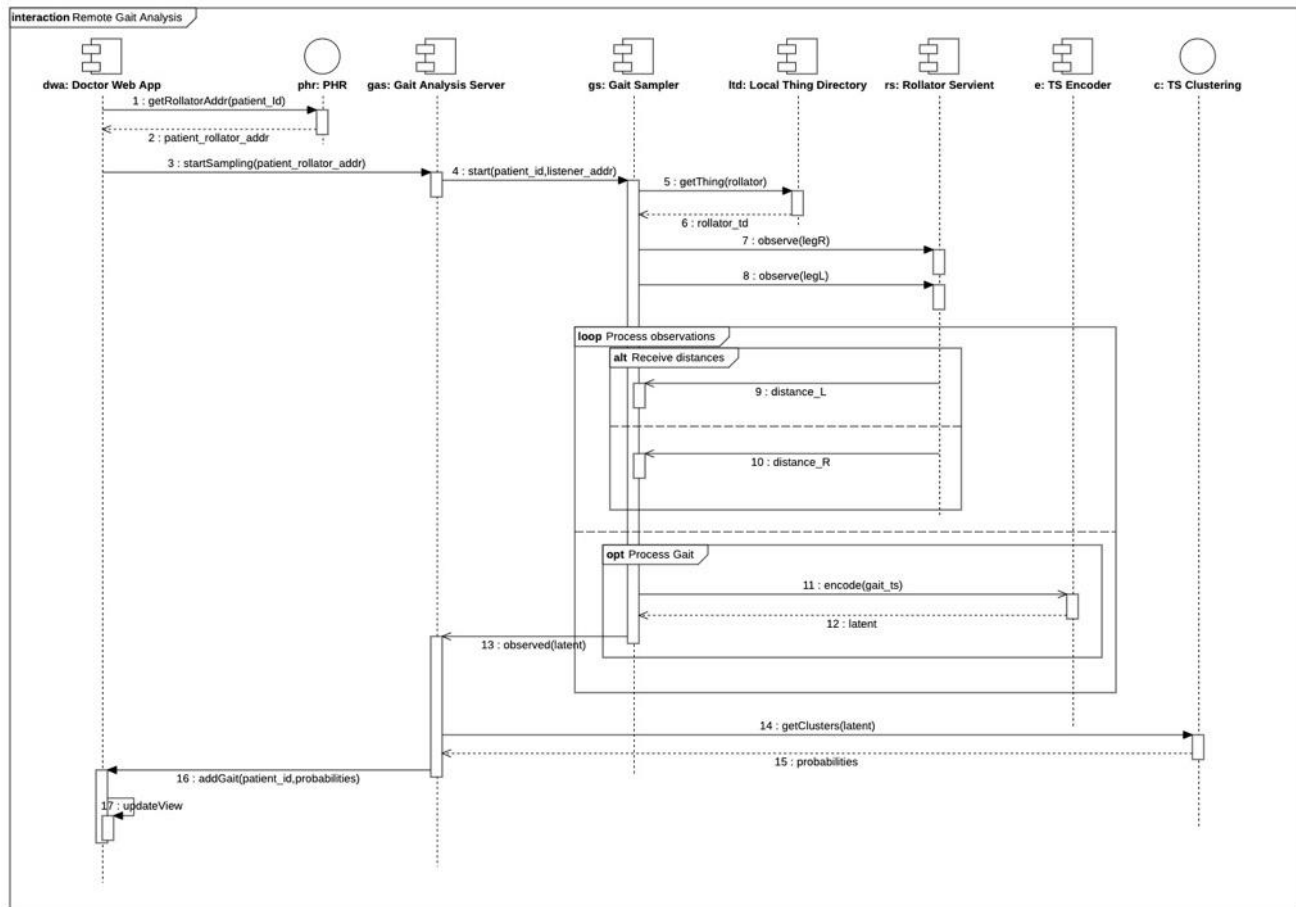 interaction Remote Gait Analysis
dwa: Doctor Web App
phr: PHR
gas: Gait Analysis Server
gs: Gait Sampler
ltd: Local Thing Directory
rs: Rollator Servient
e: TS Encoder
c: TS Clustering
1 : getRollatorAddr(patient_Id)
2 : patient_rollator_addr
3 : startSampling(patient_rollator_addr)
4 : start(patient_id,listener_addr)
5 : getThing(rollator)
6 : rollator_td
7 : observe(legR)
8 : observe(legL)
loop Process observations
alt Receive distances
9 : distance_L
10 : distance_R
opt Process Gait
11 : encode(gait_ts)
12 : latent
13 : observed(latent)
14 : getClusters(latent)
15 : probabilities
16 : addGait(patient_id,probabilities)
17 : updateView